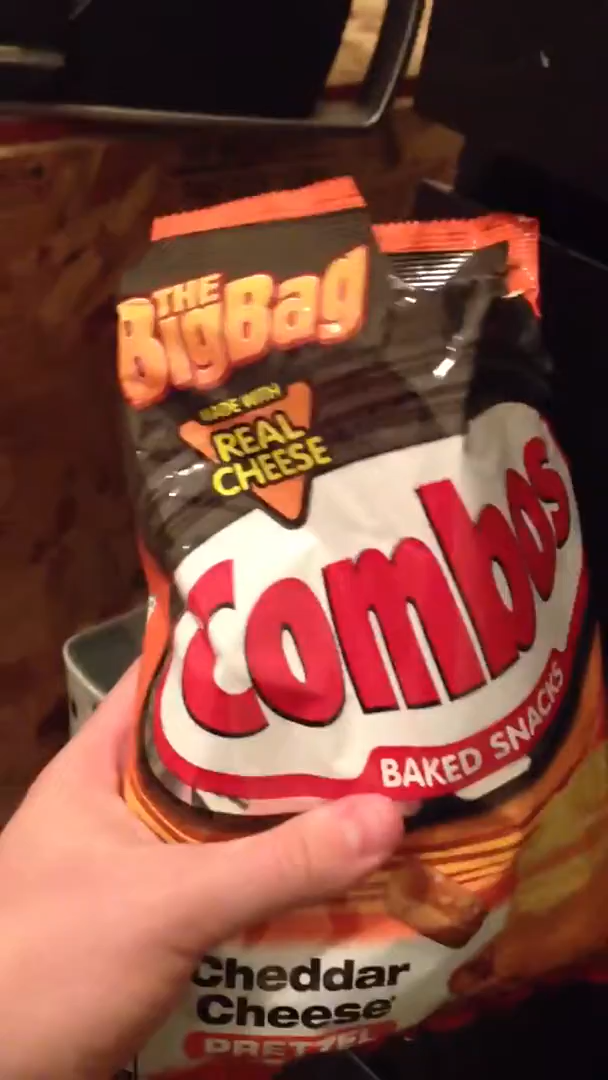 THE
BigBag
MADE WITH
REAL
CHEESE
Combos
BAKED SNACKS
Cheddar
Cheese
PRETZEL